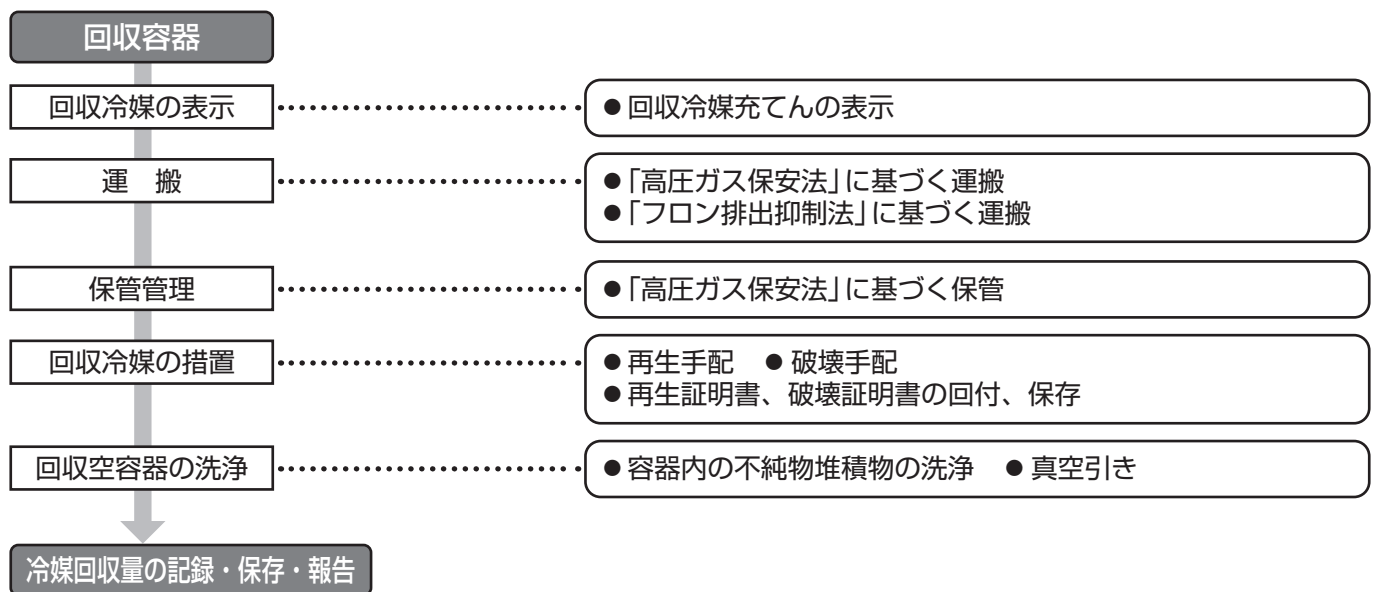 回収容器
回収冷媒の表示
●回収冷媒充てんの表示
運　搬
●「高圧ガス保安法」に基づく運搬
●「フロン排出抑制法」に基づく運搬
保管管理
●「高圧ガス保安法」に基づく保管
回収冷媒の措置
●再生手配　●破壊手配
●再生証明書、破壊証明書の回付、保存
回収空容器の洗浄
●容器内の不純物堆積物の洗浄　●真空引き
冷媒回収量の記録・保存・報告